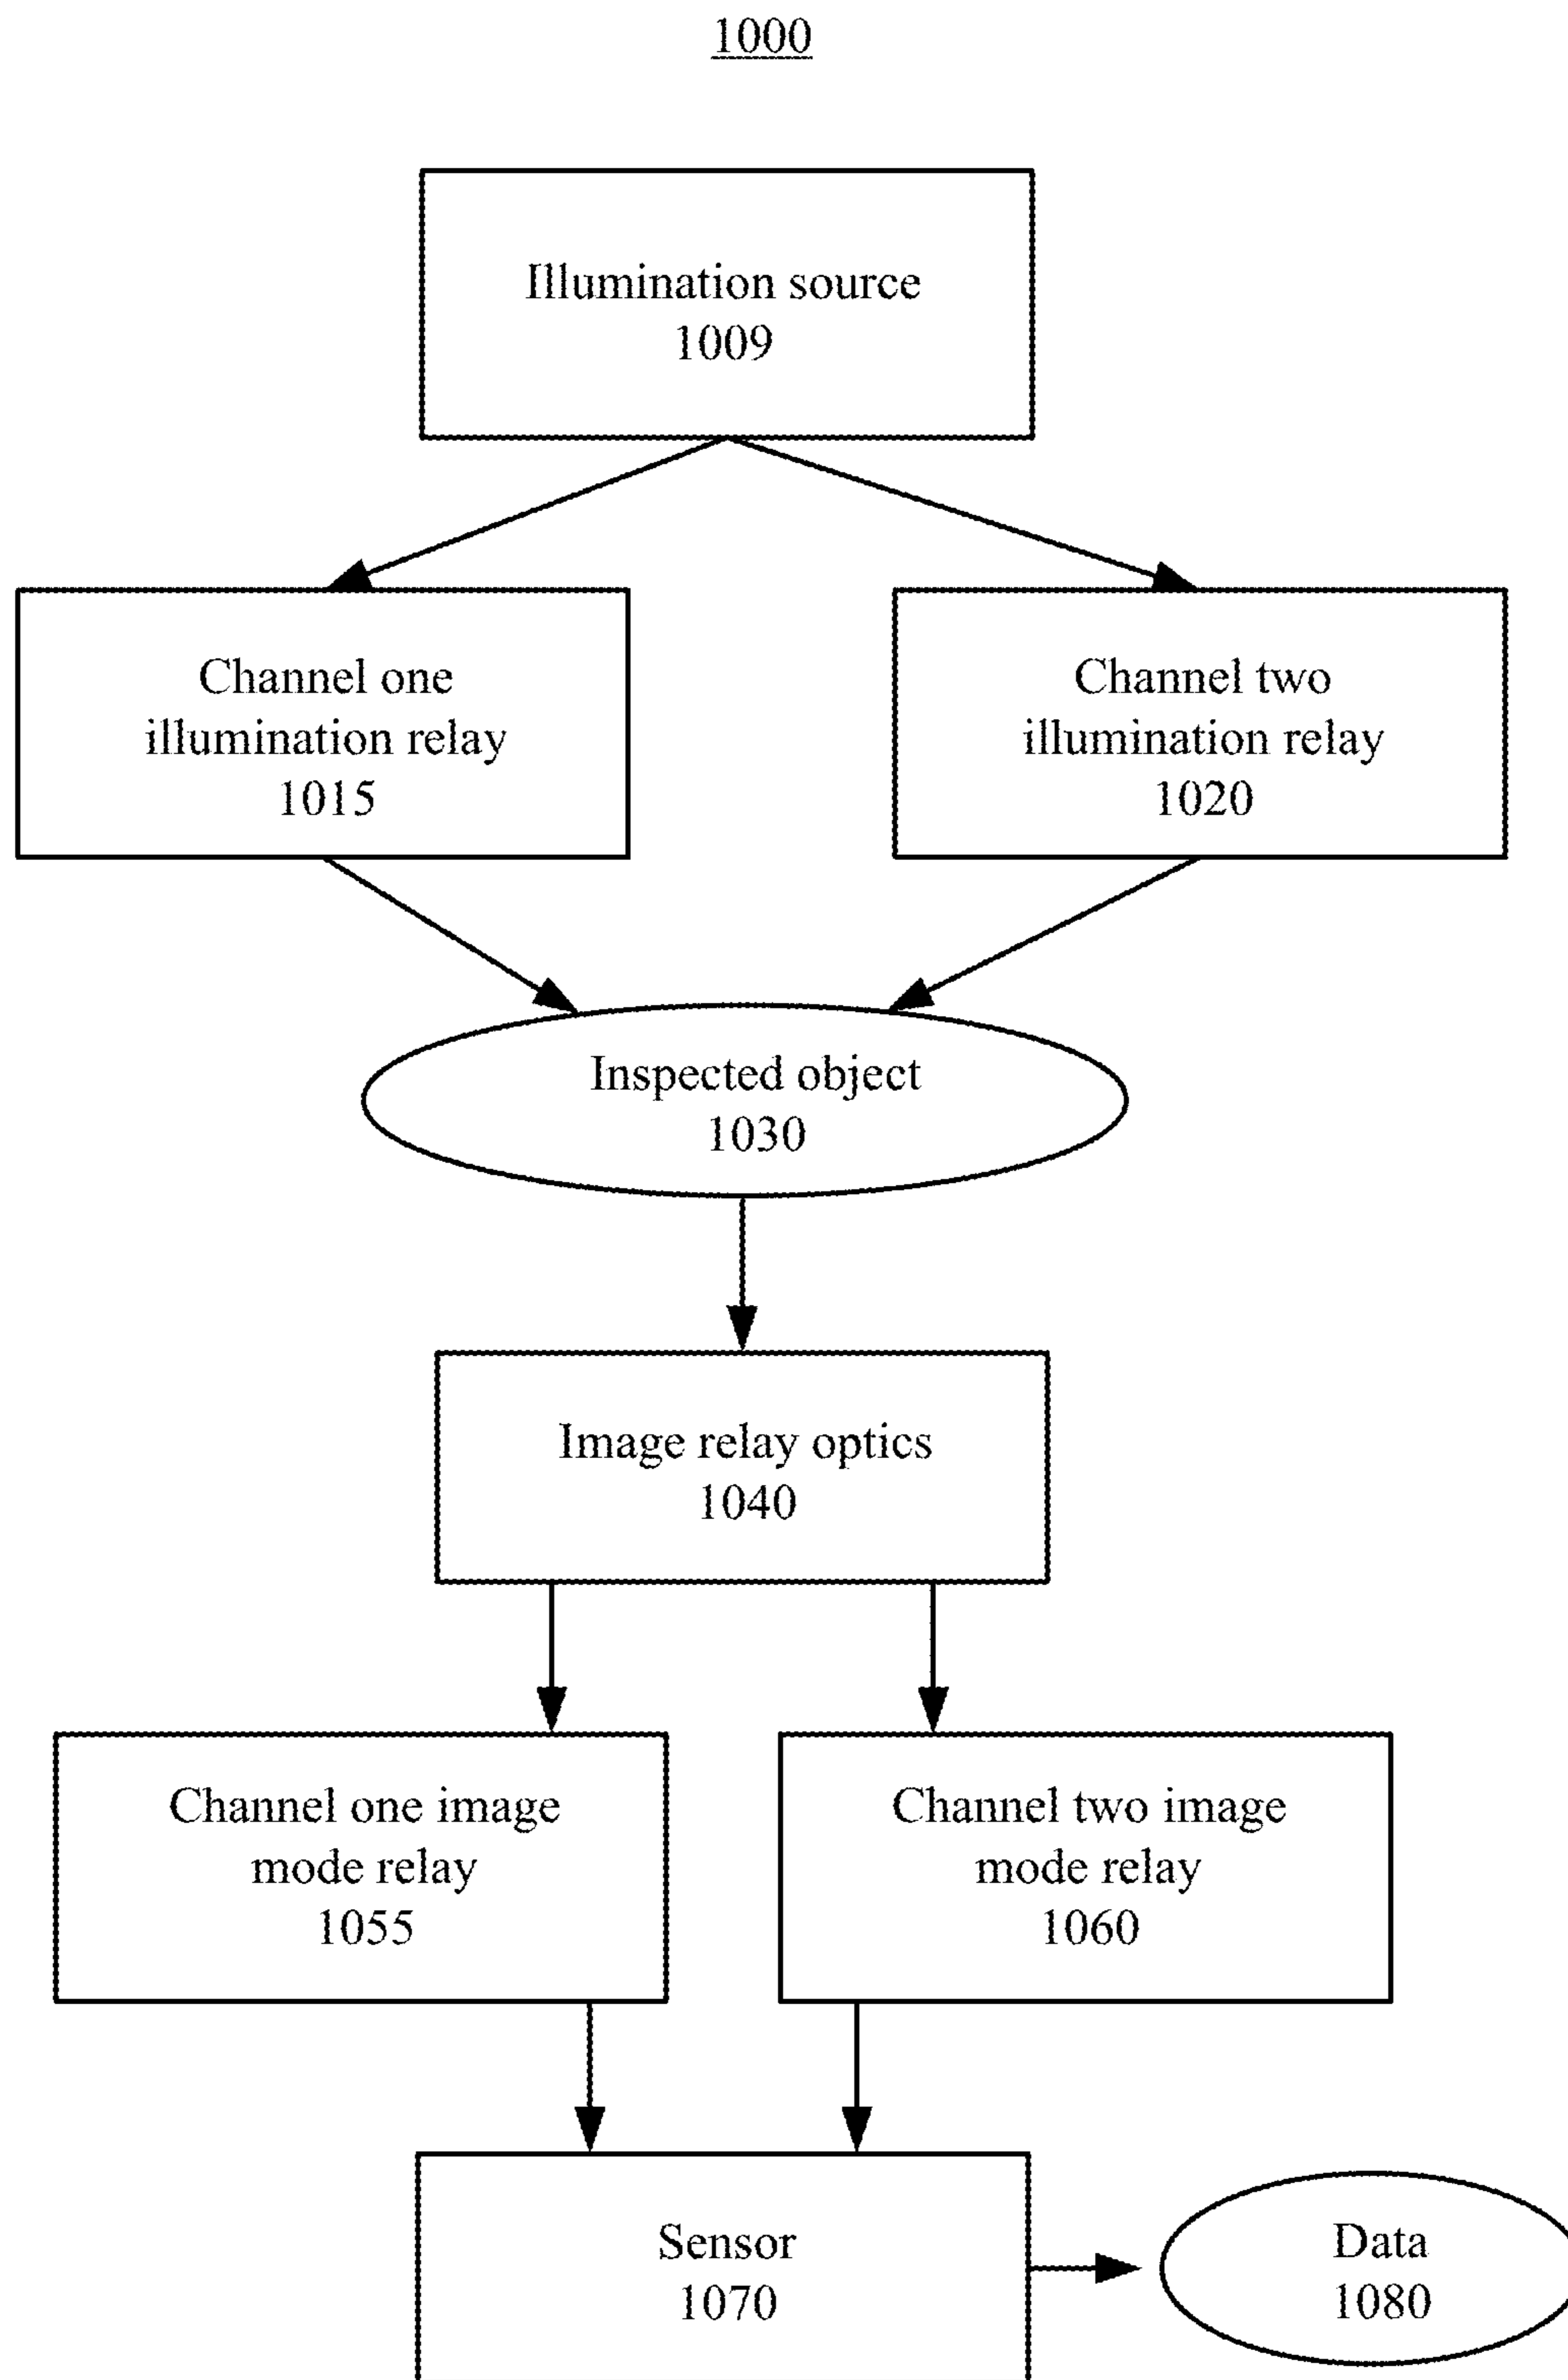 1000
Illumination source
1009
Channel one
illumination relay
1015
Channel two
illumination relay
1020
Inspected object
1030
Image relay optics
1040
Channel one image
mode relay
1055
Channel two image
mode relay
1060
Sensor
1070
Data
1080